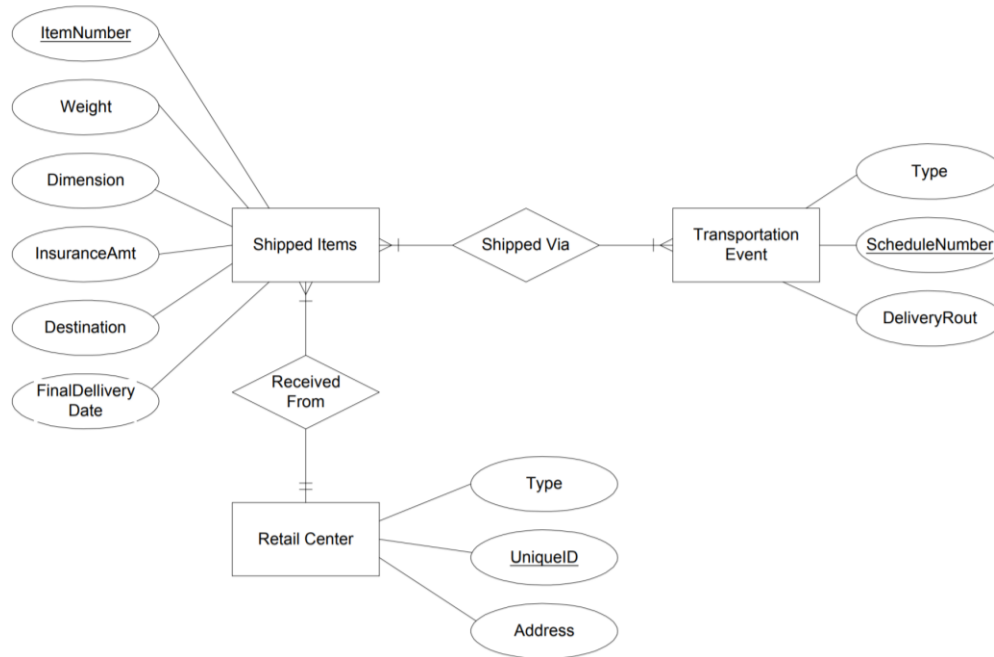 ItemNumber
Weight
Dimension
InsuranceAmt
Destination
FinalDellivery
Date
Shipped Items
Shipped Via
Transportation
Event
Type
ScheduleNumber
DeliveryRout
Received
From
Retail Center
Type
UniqueID
Address